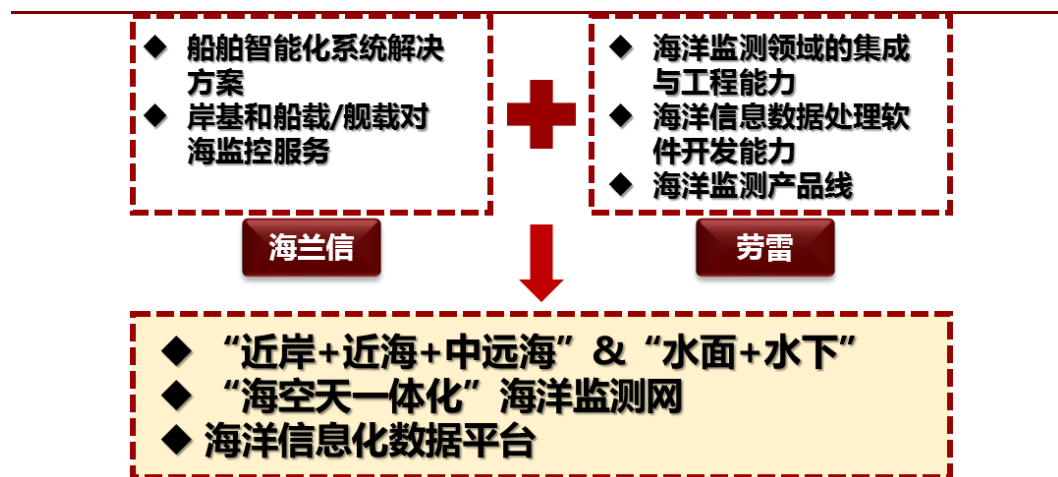 ◆ 船舶智能化系统解决
方案
◆ 岸基和船载/舰载对
海监控服务
海兰信
◆ 海洋监测领域的集成
与工程能力
◆ 海洋信息数据处理软
件开发能力
◆ 海洋监测产品线
劳雷
◆ “近岸+近海+中远海”&“水面+水下”
◆ “海空天一体化”海洋监测网
◆ 海洋信息化数据平台